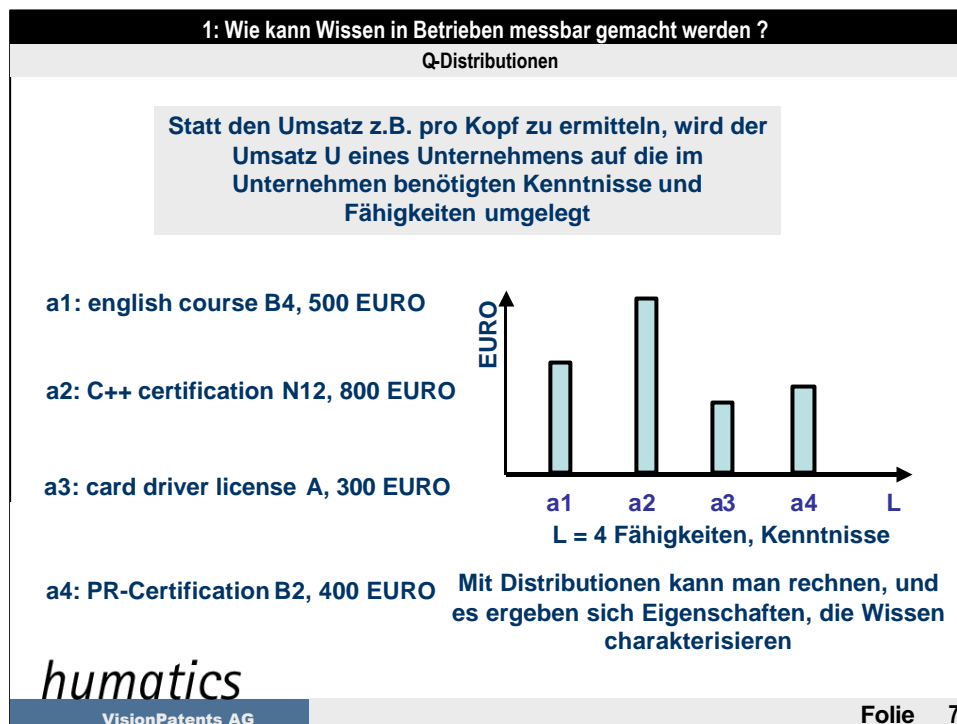 1: Wie kann Wissen in Betrieben messbar gemacht werden ?
Q-Distributionen
Statt den Umsatz z.B. pro Kopf zu ermitteln, wird der
Umsatz U eines Unternehmens auf die im
Unternehmen benötigten Kenntnisse und
Fähigkeiten umgelegt
a1: english course B4, 500 EURO
a2: C++ certification N12, 800 EURO
a3: card driver license A, 300 EURO
a4: PR-Certification B2, 400 EURO
EURO
a1 a2 a3 a4 L
L = 4 Fähigkeiten, Kenntnisse
Mit Distributionen kann man rechnen, und
es ergeben sich Eigenschaften, die Wissen
charakterisieren
humatics
VisionPatents AG
Folie 7